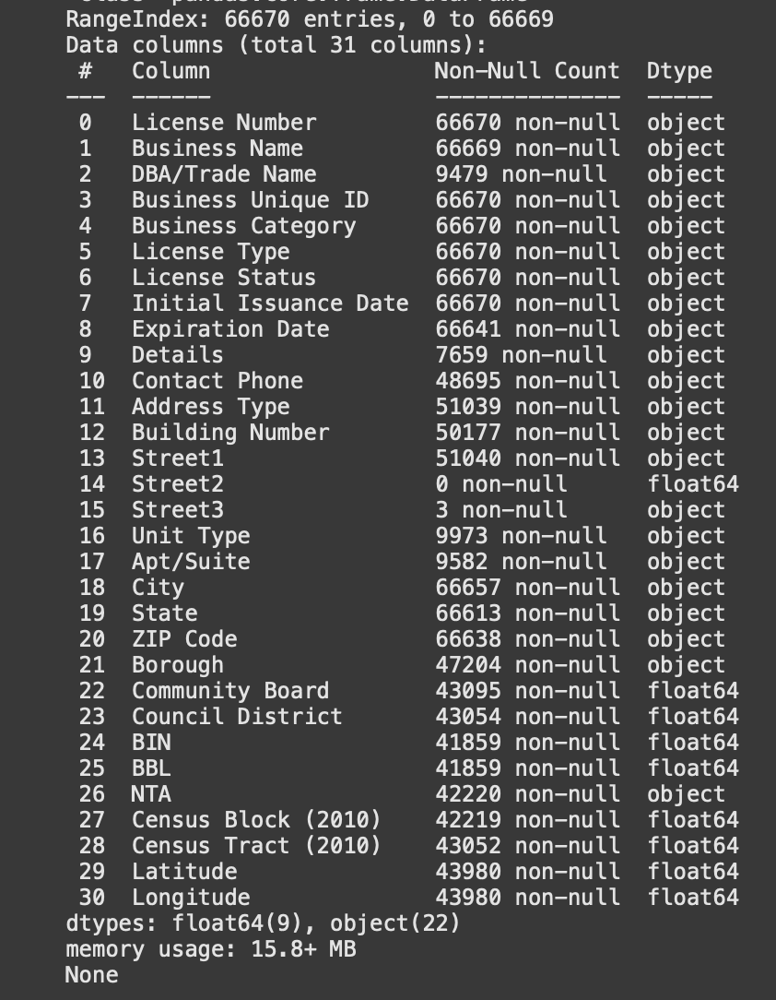 RangeIndex: 66670 entries, 0 to 66669
Data columns (total 31 columns):
 #   Column                 Non-Null Count  Dtype
---  ------                 --------------  -----
 0   License Number         66670 non-null  object
 1   Business Name          66669 non-null  object
 2   DBA/Trade Name         9479 non-null   object
 3   Business Unique ID     66670 non-null  object
 4   Business Category      66670 non-null  object
 5   License Type           66670 non-null  object
 6   License Status         66670 non-null  object
 7   Initial Issuance Date  66670 non-null  object
 8   Expiration Date        66641 non-null  object
 9   Details                7659 non-null   object
 10  Contact Phone          48695 non-null  object
 11  Address Type           51039 non-null  object
 12  Building Number        50177 non-null  object
 13  Street1                51040 non-null  object
 14  Street2                0 non-null      float64
 15  Street3                3 non-null      object
 16  Unit Type              9973 non-null   object
 17  Apt/Suite              9582 non-null   object
 18  City                   66657 non-null  object
 19  State                  66613 non-null  object
 20  ZIP Code               66638 non-null  object
 21  Borough                47204 non-null  object
 22  Community Board        43095 non-null  float64
 23  Council District       43054 non-null  float64
 24  BIN                    41859 non-null  float64
 25  BBL                    41859 non-null  float64
 26  NTA                    42220 non-null  object
 27  Census Block (2010)    42219 non-null  float64
 28  Census Tract (2010)    43052 non-null  float64
 29  Latitude               43980 non-null  float64
 30  Longitude              43980 non-null  float64
dtypes: float64(9), object(22)
memory usage: 15.8+ MB
None